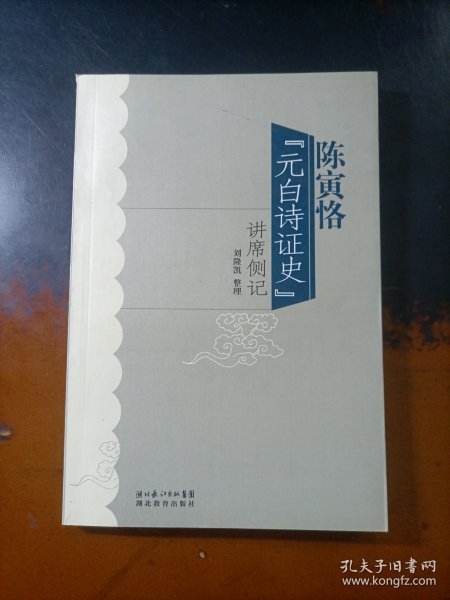 陈寅恪
『元白诗证史』
讲席侧记
刘隆凯 整理
湖北长江出版集团
湖北教育出版社
孔夫子旧书网
www.kongfz.com